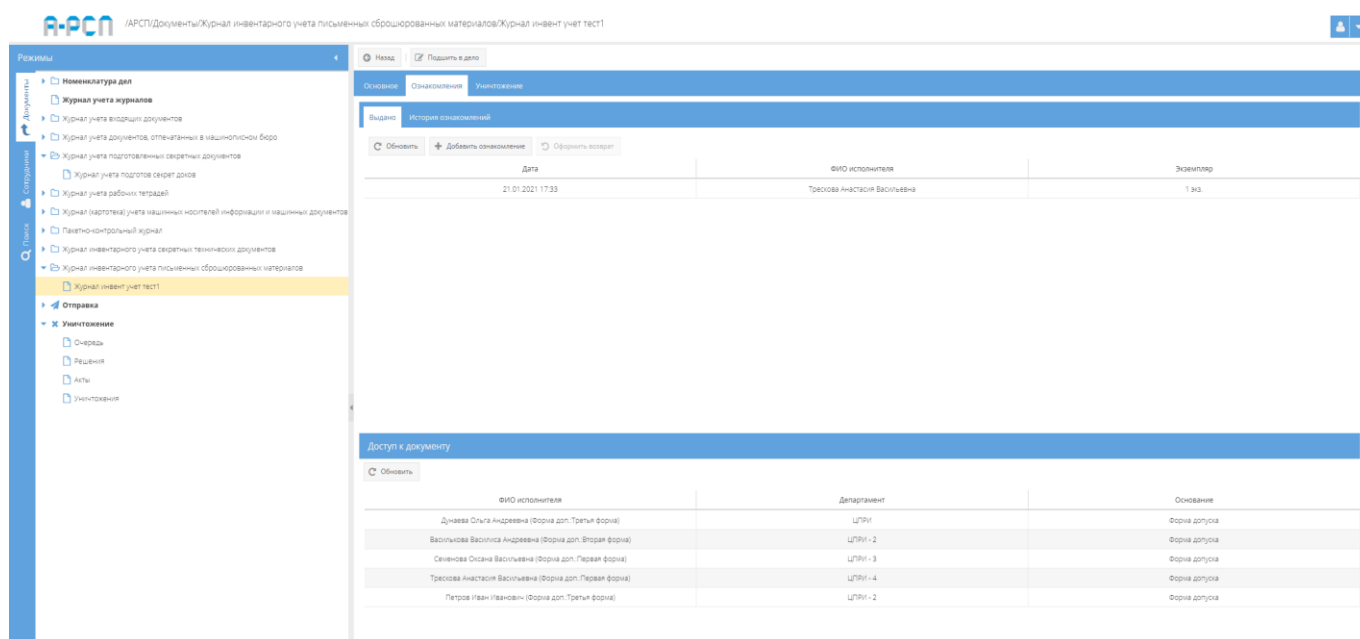 А-РСП
/АРСП/Документы/Журнал инвентарного учета письменных сброшюрованных материалов/Журнал инвент учет тест1
Режимы
Назад
Подшить в дело
Документы
Сотрудники
Поиск
Номенклатура дел
Журнал учета журналов
Журнал учета входящих документов
Журнал учета документов, отпечатанных в машинописном бюро
Журнал учета подготовленных секретных документов
Журнал учета подготов секрет доков
Журнал учета рабочих тетрадей
Журнал (картотека) учета машинных носителей информации и машинных документов
Пакетно-контрольный журнал
Журнал инвентарного учета секретных технических документов
Журнал инвентарного учета письменных сброшюрованных материалов
Журнал инвент учет тест1
Отправка
Уничтожение
Очередь
Решения
Акты
Уничтожения
Основное Ознакомления Уничтожение
Выдано История ознакомлений
Обновить Добавить ознакомление Оформить возврат
Дата ФИО исполнителя Экземпляр
21.01.2021 17:33 Трескова Анастасия Васильевна 1 экз.
Доступ к документу
Обновить
ФИО исполнителя Департамент Основание
Дунаева Ольга Андреевна (Форма доп.:Третья форма) ЦПРИ Форма допуска
Василькова Василиса Андреевна (Форма доп.:Вторая форма) ЦПРИ - 2 Форма допуска
Семенова Оксана Васильевна (Форма доп.:Первая форма) ЦПРИ - 3 Форма допуска
Трескова Анастасия Васильевна (Форма доп.:Первая форма) ЦПРИ - 4 Форма допуска
Петров Иван Иванович (Форма доп.:Третья форма) ЦПРИ - 2 Форма допуска